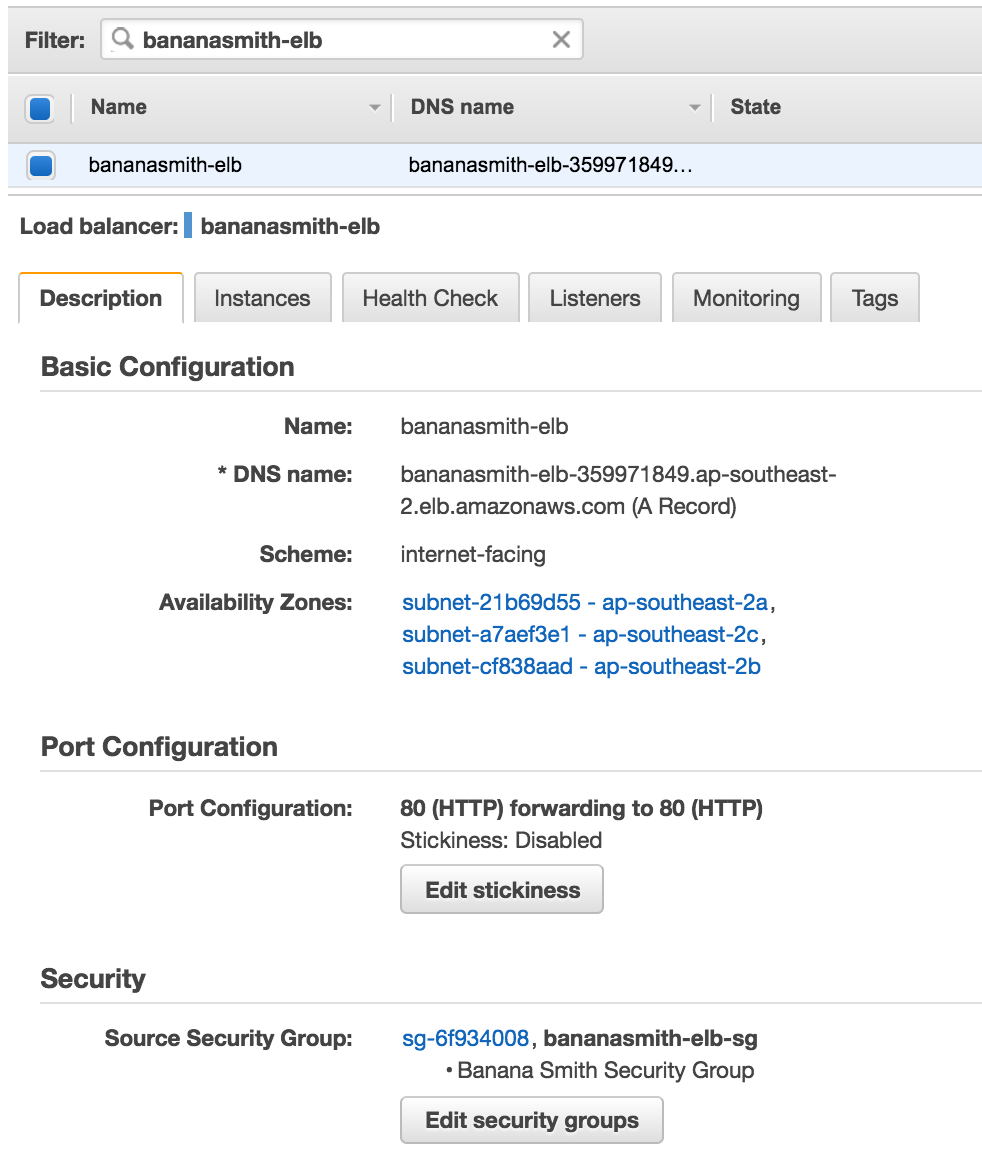 Filter: bananasmith-elb
Name DNS name State
bananasmith-elb bananasmith-elb-359971849...
Load balancer: bananasmith-elb
Description Instances Health Check Listeners Monitoring Tags
Basic Configuration
Name: bananasmith-elb
* DNS name: bananasmith-elb-359971849.ap-southeast-
2.elb.amazonaws.com (A Record)
Scheme: internet-facing
Availability Zones: subnet-21b69d55 - ap-southeast-2a,
subnet-a7aef3e1 - ap-southeast-2c,
subnet-cf838aad - ap-southeast-2b
Port Configuration
Port Configuration: 80 (HTTP) forwarding to 80 (HTTP)
Stickiness: Disabled
Edit stickiness
Security
Source Security Group: sg-6f934008, bananasmith-elb-sg
• Banana Smith Security Group
Edit security groups